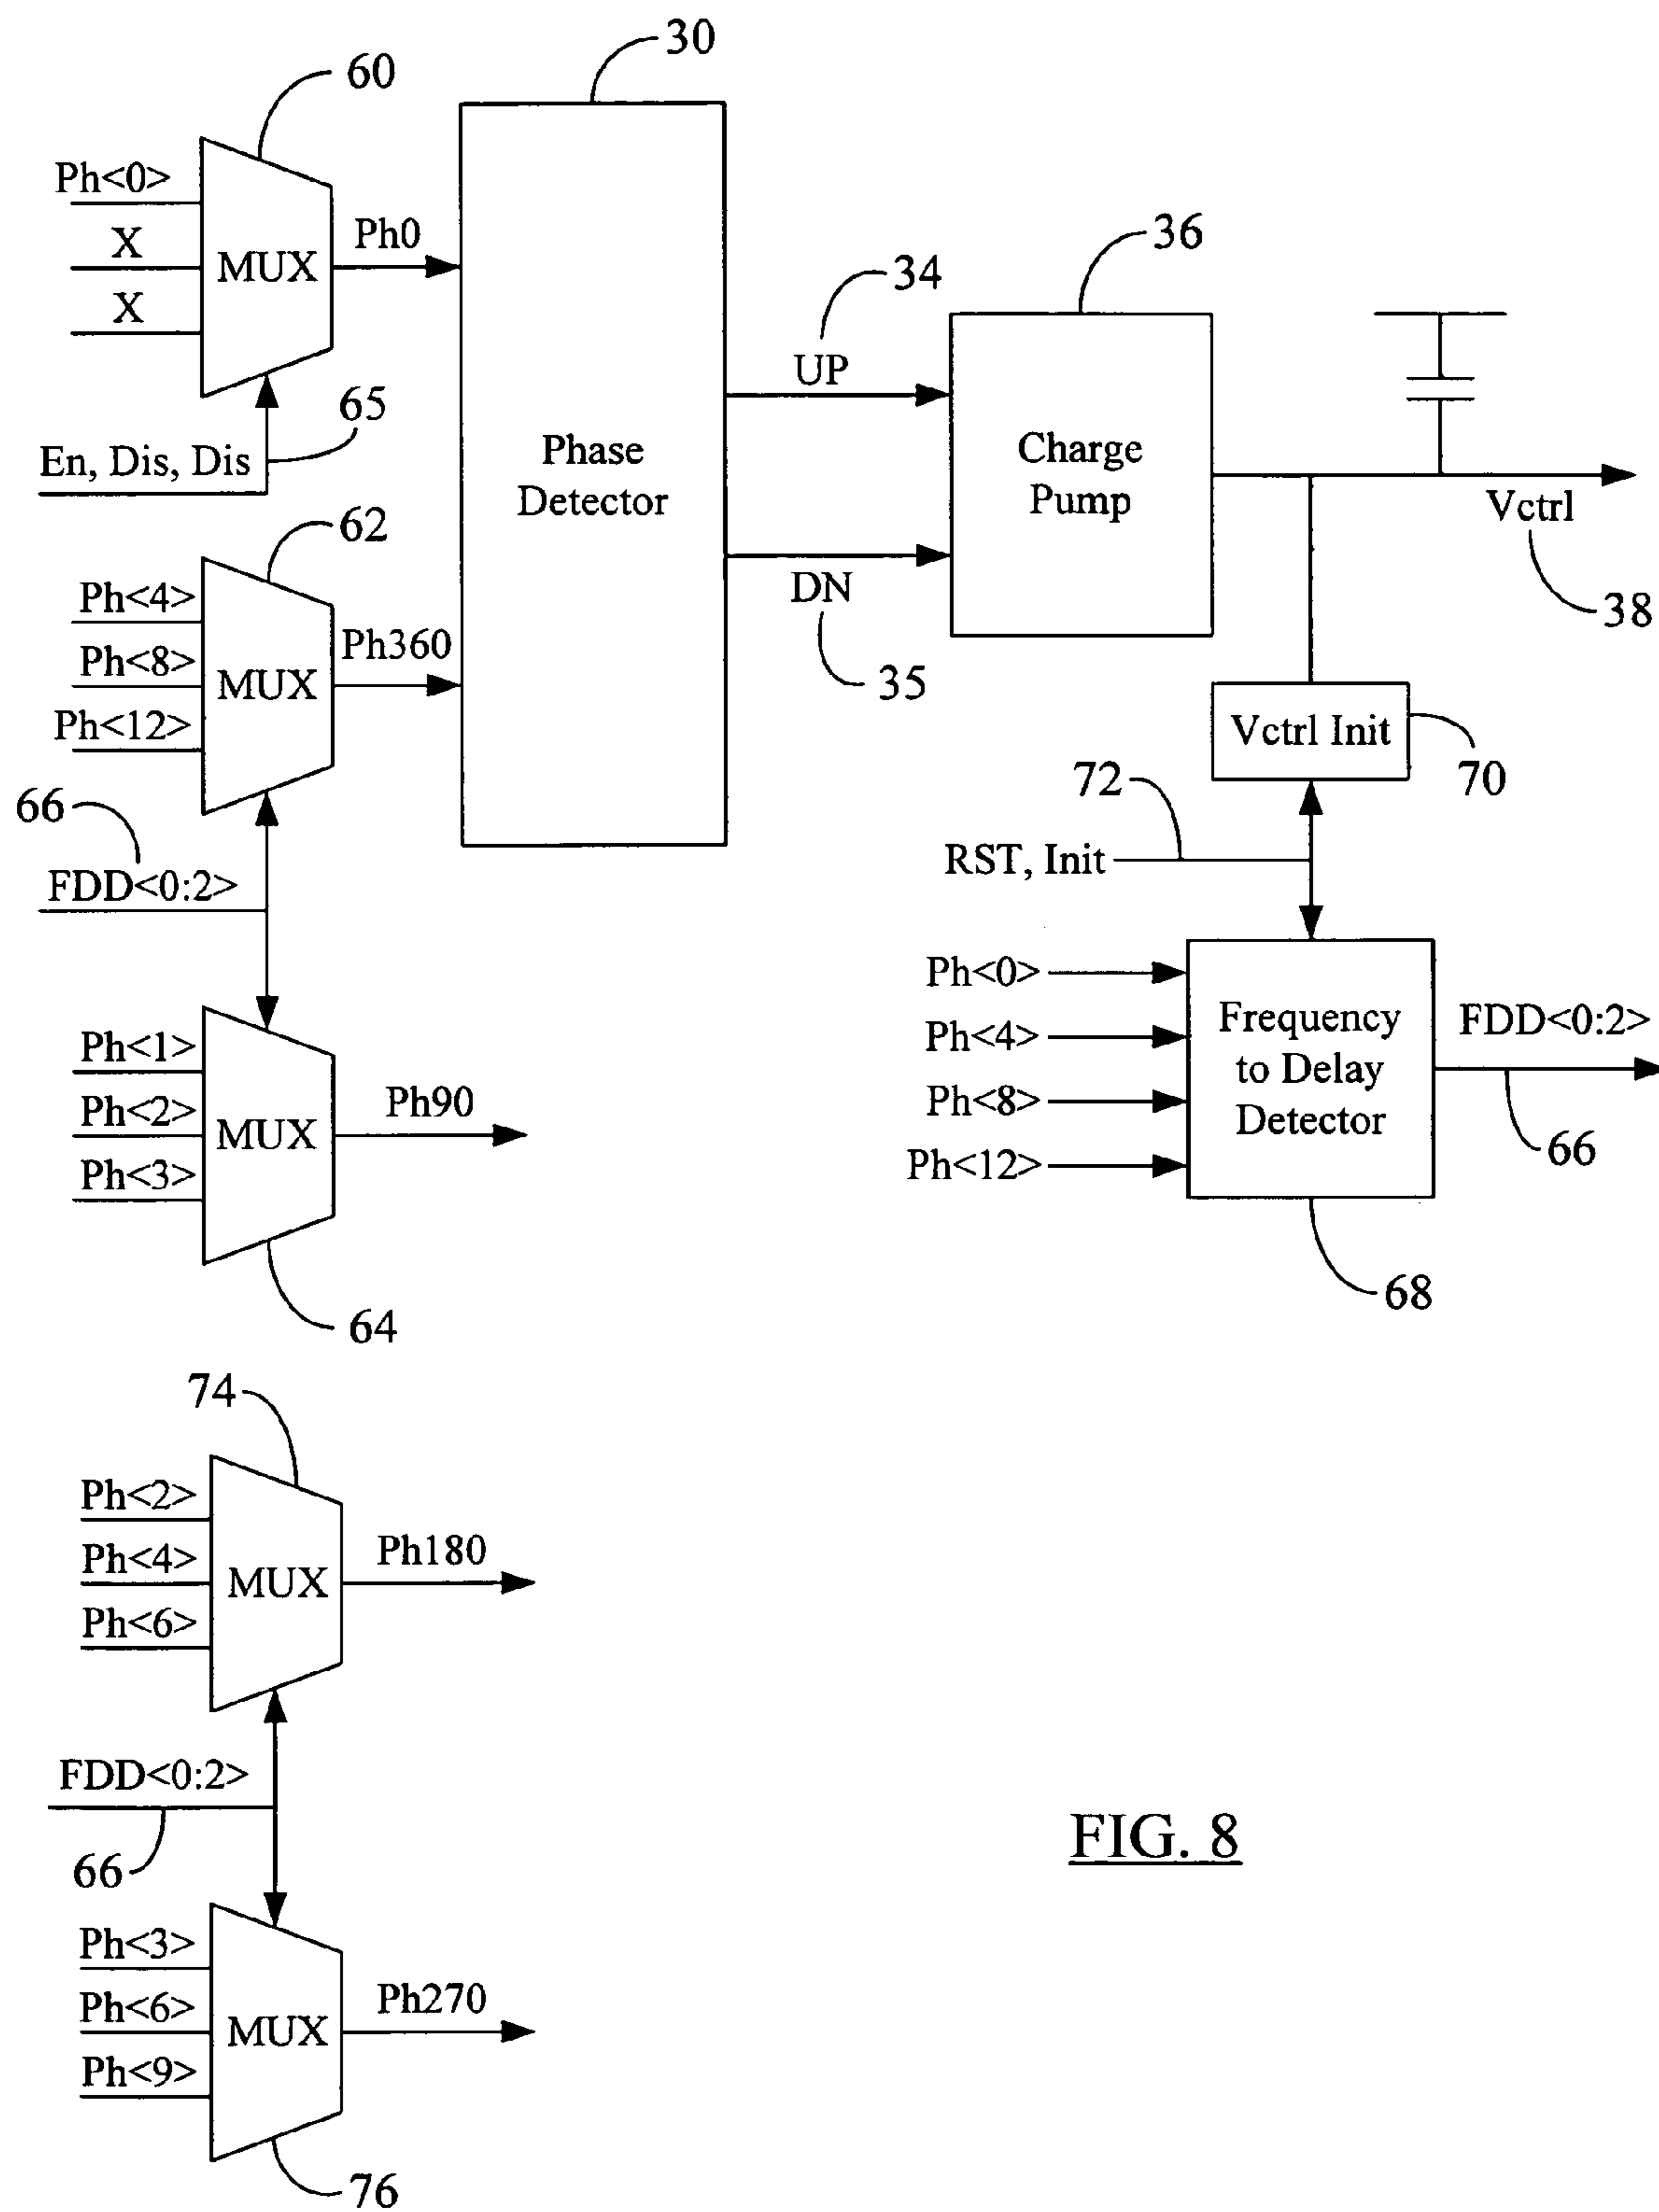 30
60
Ph<0>
X
X
MUX
Ph0
En, Dis, Dis
65
Phase
Detector
34
UP
DN
35
36
Charge
Pump
Vctrl
38
62
Ph<4>
Ph<8>
Ph<12>
MUX
Ph360
66
FDD<0:2>
Vctrl Init
70
72
RST, Init
Ph<1>
Ph<2>
Ph<3>
MUX
Ph90
64
Ph<0>
Ph<4>
Ph<8>
Ph<12>
Frequency
to Delay
Detector
FDD<0:2>
66
68
74
Ph<2>
Ph<4>
Ph<6>
MUX
Ph180
FDD<0:2>
66
Ph<3>
Ph<6>
Ph<9>
MUX
Ph270
76
FIG. 8